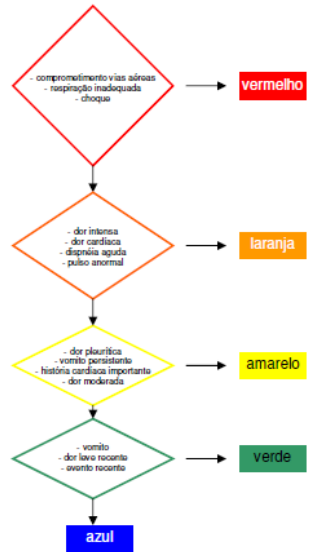 - comprometimento vias aéreas
- respiração inadequada
- choque
vermelho
- dor intensa
- dor cardíaca
- dispnéia aguda
- pulso anormal
laranja
- dor pleurítica
- vomito persistente
- história cardíaca importante
- dor moderada
amarelo
- vomito
- dor leve recente
- evento recente
verde
azul